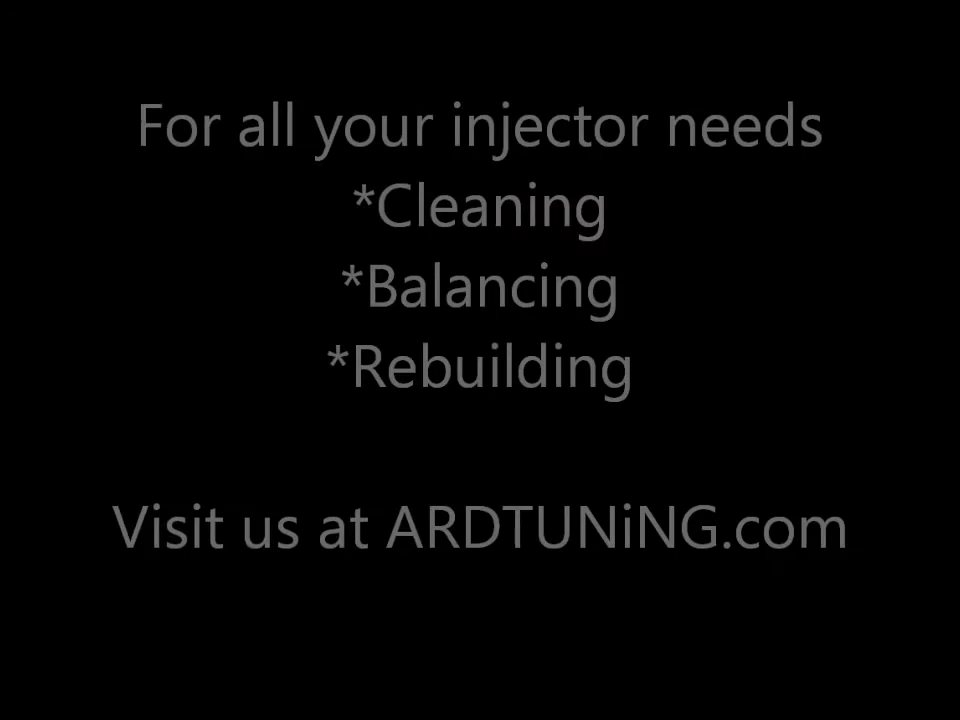 For all your injector needs
*Cleaning
*Balancing
*Rebuilding
Visit us at ARDTUNiNG.com